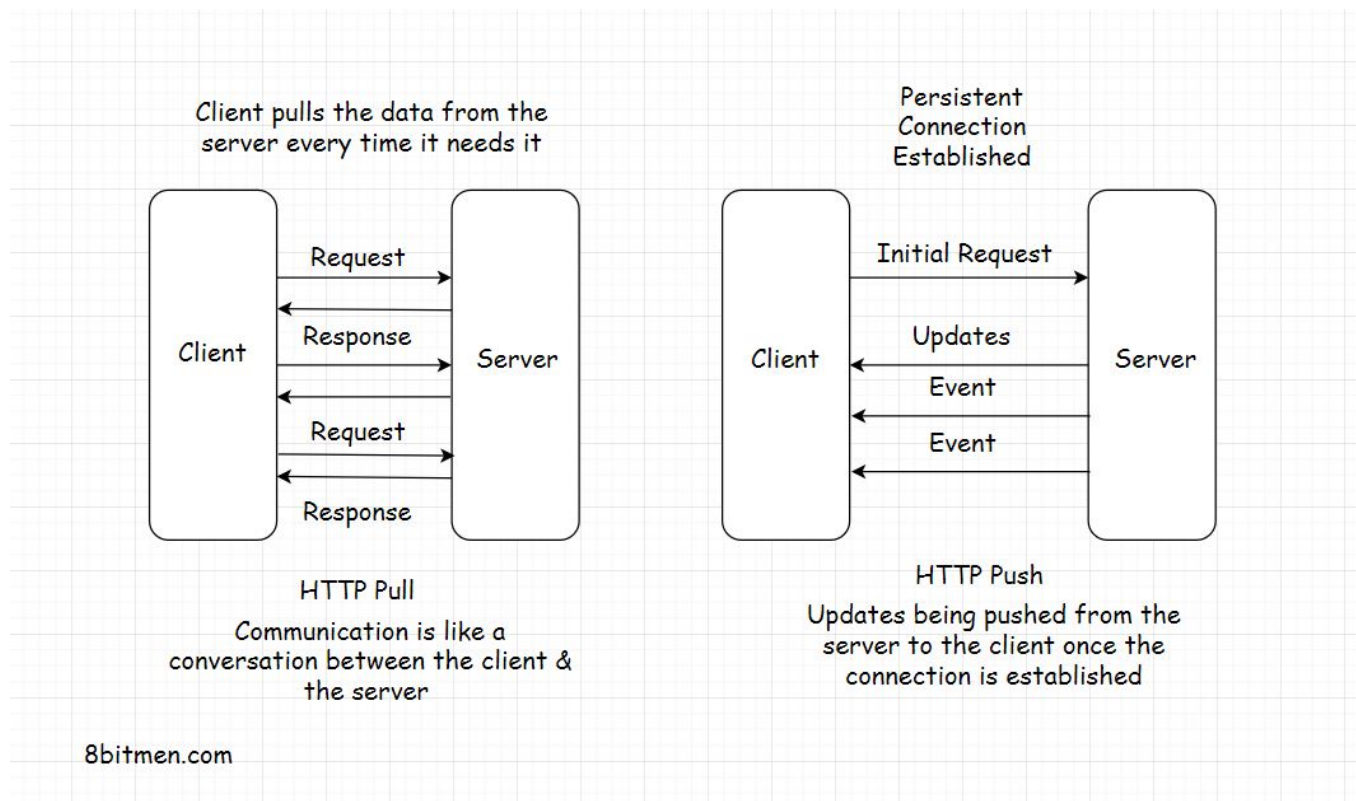 Client pulls the data from the
server every time it needs it
Request
Response
Client
Server
Request
Response
HTTP Pull
Communication is like a
conversation between the client &
the server
Persistent
Connection
Established
Initial Request
Updates
Client
Server
Event
Event
HTTP Push
Updates being pushed from the
server to the client once the
connection is established
8bitmen.com